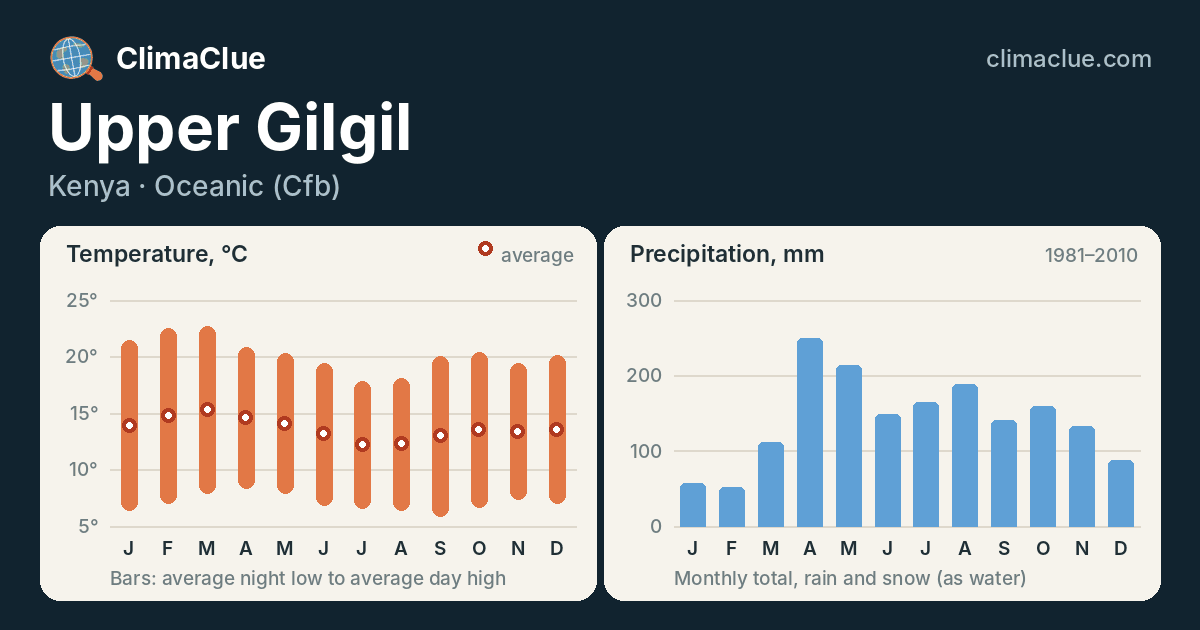 ClimaClue
climaclue.com
Upper Gilgil
Kenya · Oceanic (Cfb)
Temperature, °C
average
25°
20°
15°
10°
5°
J F M A M J J A S O N D
Bars: average night low to average day high
Precipitation, mm
1981–2010
300
200
100
0
J F M A M J J A S O N D
Monthly total, rain and snow (as water)